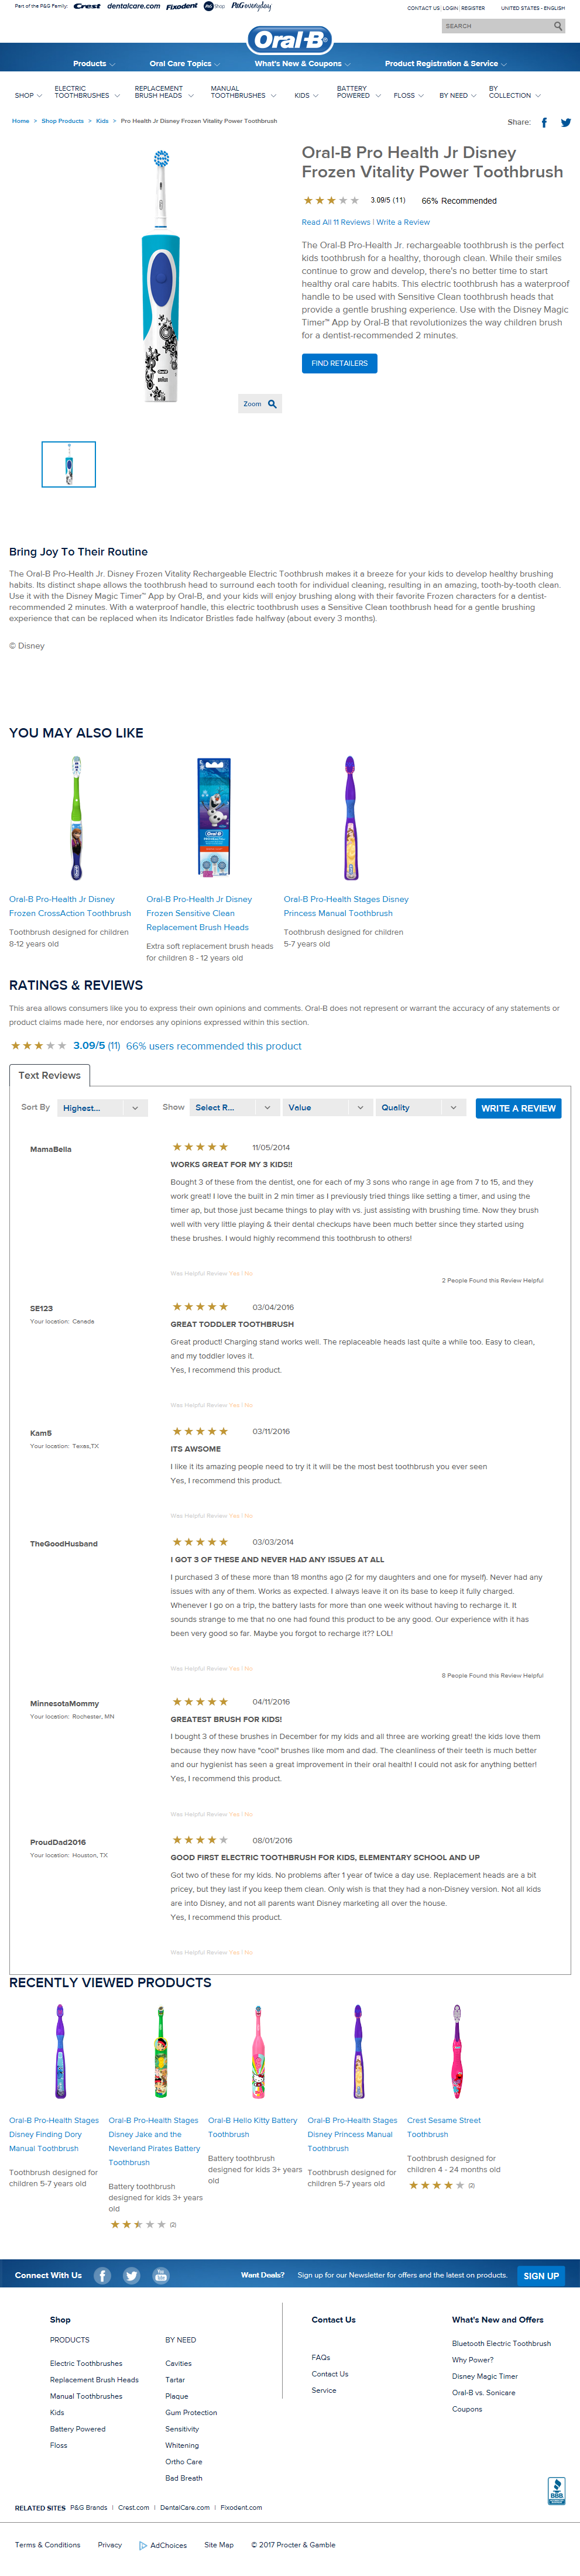 Part of the P&G Family: Crest dentalcare.com Fixodent P&G Shop P&G everyday
CONTACT US | LOGIN | REGISTER UNITED STATES - ENGLISH
SEARCH
Oral-B
Products Oral Care Topics What's New & Coupons Product Registration & Service
SHOP ELECTRIC TOOTHBRUSHES REPLACEMENT BRUSH HEADS MANUAL TOOTHBRUSHES KIDS BATTERY POWERED FLOSS BY NEED BY COLLECTION
Home > Shop Products > Kids > Pro Health Jr Disney Frozen Vitality Power Toothbrush
Share:
Oral-B Pro Health Jr Disney
Frozen Vitality Power Toothbrush
3.09/5 (11) 66% Recommended
Read All 11 Reviews | Write a Review
The Oral-B Pro-Health Jr. rechargeable toothbrush is the perfect
kids toothbrush for a healthy, thorough clean. While their smiles
continue to grow and develop, there's no better time to start
healthy oral care habits. This electric toothbrush has a waterproof
handle to be used with Sensitive Clean toothbrush heads that
provide a gentle brushing experience. Use with the Disney Magic
Timer™ App by Oral-B that revolutionizes the way children brush
for a dentist-recommended 2 minutes.
FIND RETAILERS
Zoom
Bring Joy To Their Routine
The Oral-B Pro-Health Jr. Disney Frozen Vitality Rechargeable Electric Toothbrush makes it a breeze for your kids to develop healthy brushing
habits. Its distinct shape allows the toothbrush head to surround each tooth for individual cleaning, resulting in an amazing, tooth-by-tooth clean.
Use it with the Disney Magic Timer™ App by Oral-B, and your kids will enjoy brushing along with their favorite Frozen characters for a dentist-
recommended 2 minutes. With a waterproof handle, this electric toothbrush uses a Sensitive Clean toothbrush head for a gentle brushing
experience that can be replaced when its Indicator Bristles fade halfway (about every 3 months).
© Disney
YOU MAY ALSO LIKE
Oral-B Pro-Health Jr Disney
Frozen CrossAction Toothbrush
Toothbrush designed for children
8-12 years old
Oral-B Pro-Health Jr Disney
Frozen Sensitive Clean
Replacement Brush Heads
Extra soft replacement brush heads
for children 8 - 12 years old
Oral-B Pro-Health Stages Disney
Princess Manual Toothbrush
Toothbrush designed for children
5-7 years old
RATINGS & REVIEWS
This area allows consumers like you to express their own opinions and comments. Oral-B does not represent or warrant the accuracy of any statements or
product claims made here, nor endorses any opinions expressed within this section.
3.09/5 (11) 66% users recommended this product
Text Reviews
Sort By Highest... Show Select R... Value Quality WRITE A REVIEW
MamaBella 11/05/2014
WORKS GREAT FOR MY 3 KIDS!!
Bought 3 of these from the dentist, one for each of my 3 sons who range in age from 7 to 15, and they
work great! I love the built in 2 min timer as I previously tried things like setting a timer, and using the
timer ap, but those just became things to play with vs. just assisting with brushing time. Now they brush
well with very little playing & their dental checkups have been much better since they started using
these brushes. I would highly recommend this toothbrush to others!
Was Helpful Review Yes | No
2 People Found this Review Helpful
SE123 03/04/2016
Your location: Canada
GREAT TODDLER TOOTHBRUSH
Great product! Charging stand works well. The replaceable heads last quite a while too. Easy to clean,
and my toddler loves it.
Yes, I recommend this product.
Was Helpful Review Yes | No
Kam5 03/11/2016
Your location: Texas,TX
ITS AWSOME
I like it its amazing people need to try it it will be the most best toothbrush you ever seen
Yes, I recommend this product.
Was Helpful Review Yes | No
TheGoodHusband 03/03/2014
I GOT 3 OF THESE AND NEVER HAD ANY ISSUES AT ALL
I purchased 3 of these more than 18 months ago (2 for my daughters and one for myself). Never had any
issues with any of them. Works as expected. I always leave it on its base to keep it fully charged.
Whenever I go on a trip, the battery lasts for more than one week without having to recharge it. It
sounds strange to me that no one had found this product to be any good. Our experience with it has
been very good so far. Maybe you forgot to recharge it?? LOL!
Was Helpful Review Yes | No
8 People Found this Review Helpful
MinnesotaMommy 04/11/2016
Your location: Rochester, MN
GREATEST BRUSH FOR KIDS!
I bought 3 of these brushes in December for my kids and all three are working great! the kids love them
because they now have "cool" brushes like mom and dad. The cleanliness of their teeth is much better
and our hygienist has seen a great improvement in their oral health! I could not ask for anything better!
Yes, I recommend this product.
Was Helpful Review Yes | No
ProudDad2016 08/01/2016
Your location: Houston, TX
GOOD FIRST ELECTRIC TOOTHBRUSH FOR KIDS, ELEMENTARY SCHOOL AND UP
Got two of these for my kids. No problems after 1 year of twice a day use. Replacement heads are a bit
pricey, but they last if you keep them clean. Only wish is that they had a non-Disney version. Not all kids
are into Disney, and not all parents want Disney marketing all over the house.
Yes, I recommend this product.
Was Helpful Review Yes | No
RECENTLY VIEWED PRODUCTS
Oral-B Pro-Health Stages
Disney Finding Dory
Manual Toothbrush
Toothbrush designed for
children 5-7 years old
Oral-B Pro-Health Stages
Disney Jake and the
Neverland Pirates Battery
Toothbrush
Battery toothbrush
designed for kids 3+ years
old
(2)
Oral-B Hello Kitty Battery
Toothbrush
Battery toothbrush
designed for kids 3+ years
old
Oral-B Pro-Health Stages
Disney Princess Manual
Toothbrush
Toothbrush designed for
children 5-7 years old
Crest Sesame Street
Toothbrush
Toothbrush designed for
children 4 - 24 months old
(2)
Connect With Us Want Deals? Sign up for our Newsletter for offers and the latest on products. SIGN UP
Shop
PRODUCTS
Electric Toothbrushes
Replacement Brush Heads
Manual Toothbrushes
Kids
Battery Powered
Floss
BY NEED
Cavities
Tartar
Plaque
Gum Protection
Sensitivity
Whitening
Ortho Care
Bad Breath
Contact Us
FAQs
Contact Us
Service
What's New and Offers
Bluetooth Electric Toothbrush
Why Power?
Disney Magic Timer
Oral-B vs. Sonicare
Coupons
BBB
RELATED SITES P&G Brands | Crest.com | DentalCare.com | Fixodent.com
Terms & Conditions Privacy AdChoices Site Map © 2017 Procter & Gamble